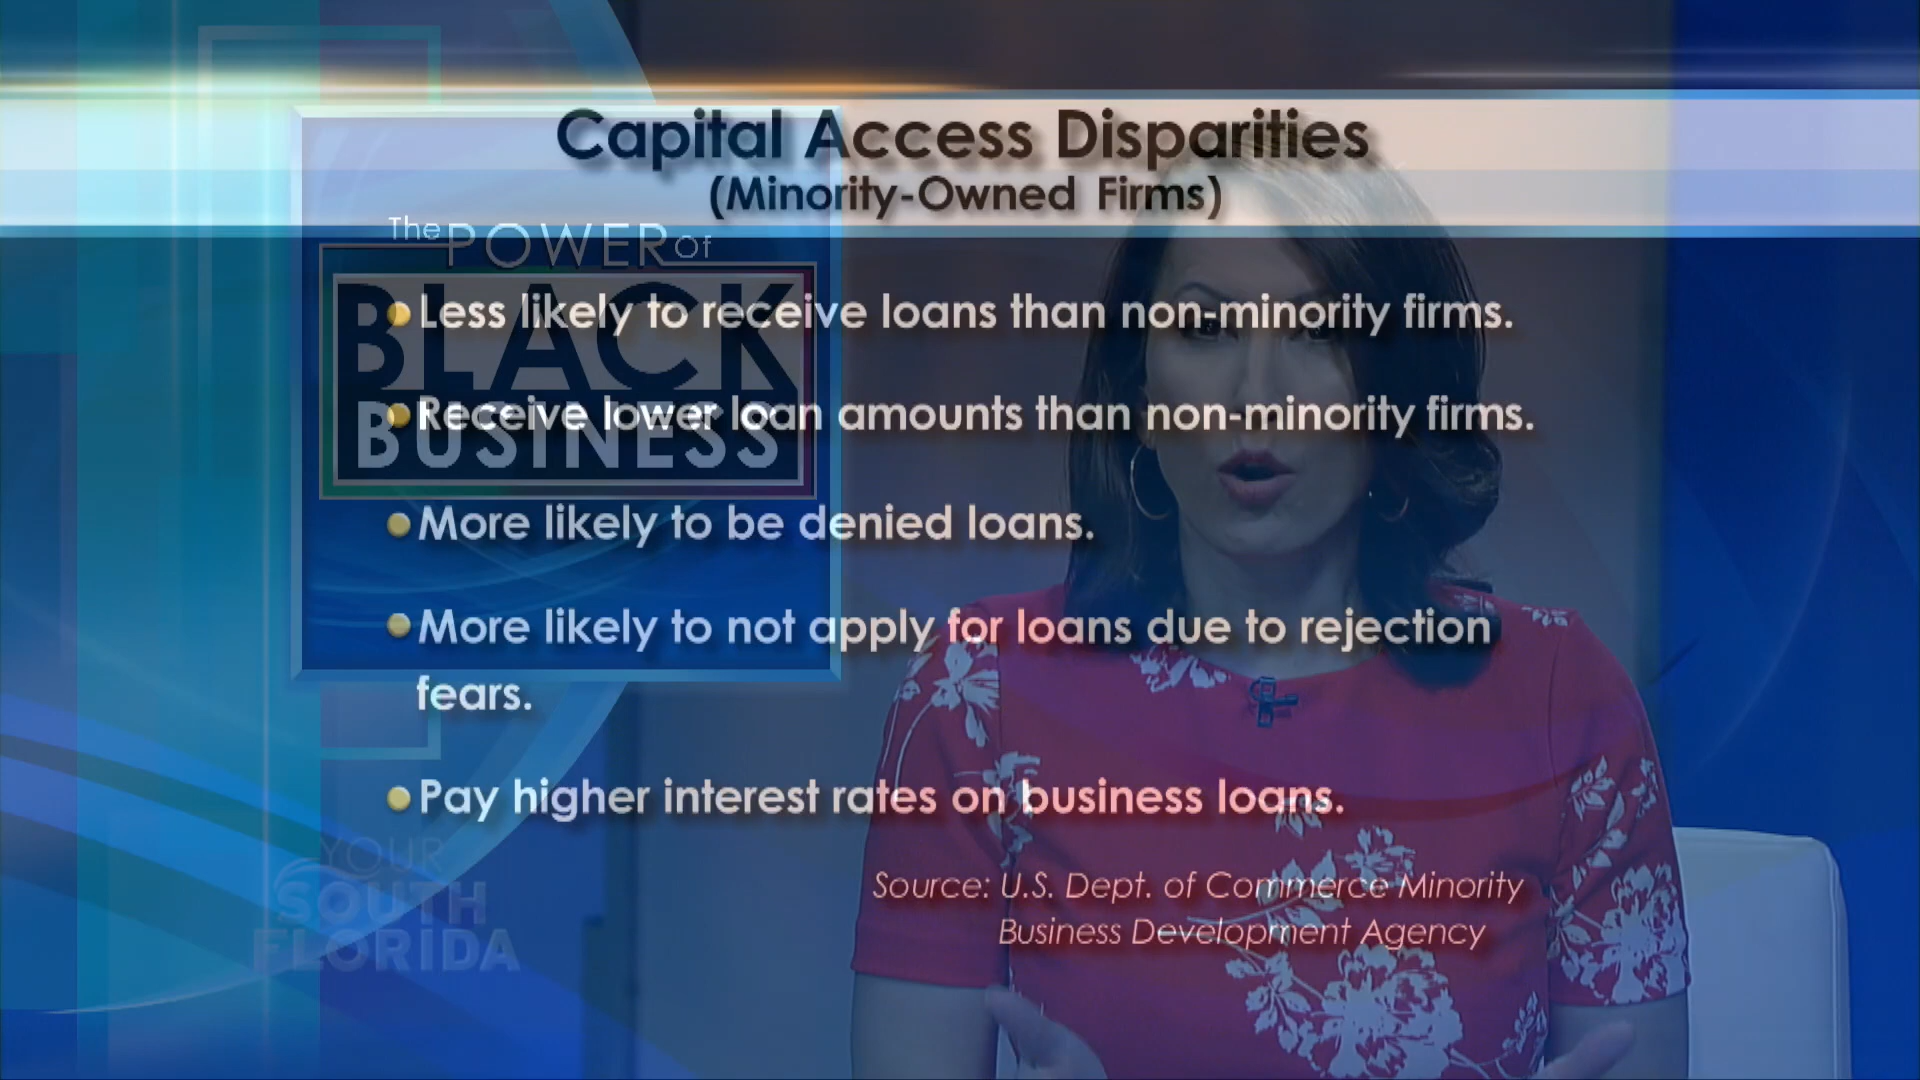 Capital Access Disparities
(Minority-Owned Firms)
The POWER Of
BLACK
BUSINESS
Less likely to receive loans than non-minority firms.
Receive lower loan amounts than non-minority firms.
More likely to be denied loans.
More likely to not apply for loans due to rejection
fears.
Pay higher interest rates on business loans.
Source: U.S. Dept. of Commerce Minority
Business Development Agency
YOUR
SOUTH
FLORIDA